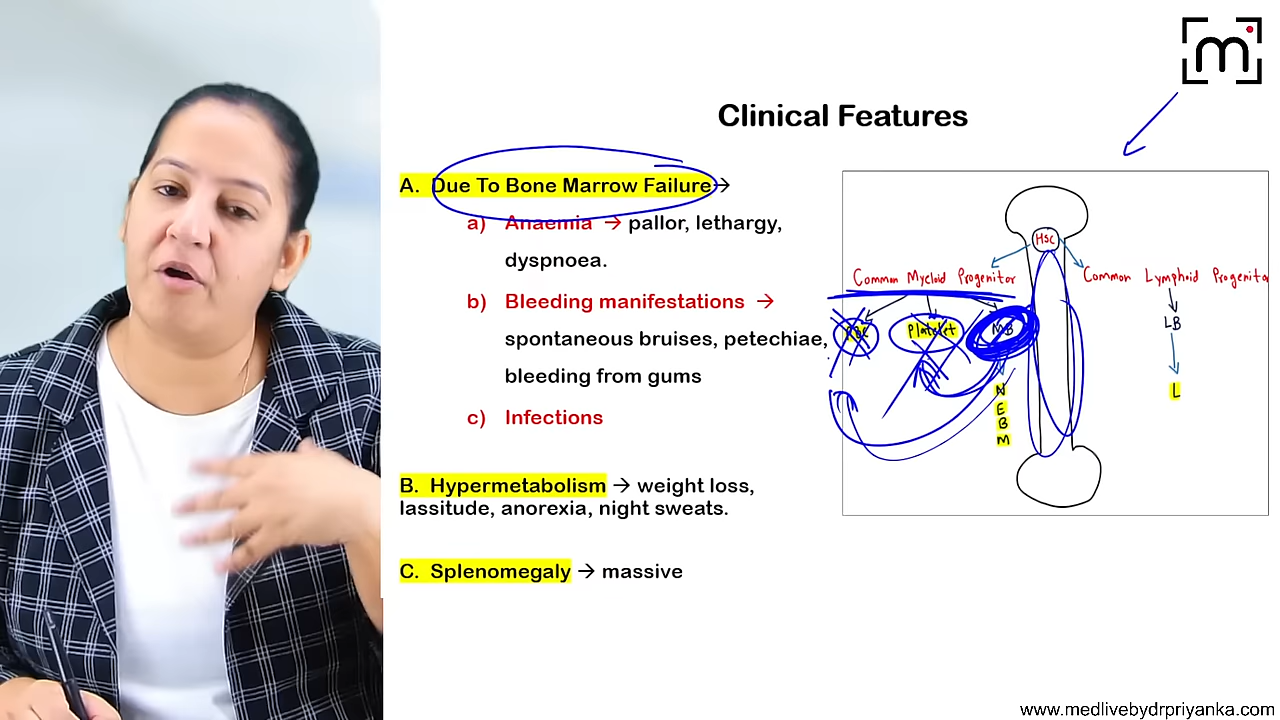 m
Clinical Features
A. Due To Bone Marrow Failure→
a) Anaemia → pallor, lethargy,
dyspnoea.
b) Bleeding manifestations →
spontaneous bruises, petechiae,
bleeding from gums
c) Infections
B. Hypermetabolism → weight loss,
lassitude, anorexia, night sweats.
C. Splenomegaly → massive
HSC
Common Myeloid Progenitor
Common Lymphoid Progenito
RBC
Platelet
MB
LB
N
E
B
M
L
www.medlivebydrpriyanka.com